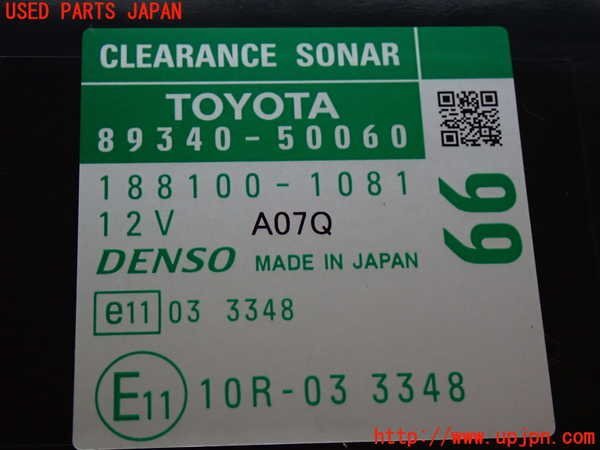 USED PARTS JAPAN
CLEARANCE SONAR
TOYOTA
89340-50060
188100-1081
12V A07Q
99
DENSO MADE IN JAPAN
e11 03 3348
E11 10R-03 3348
http://www.upjpn.com/